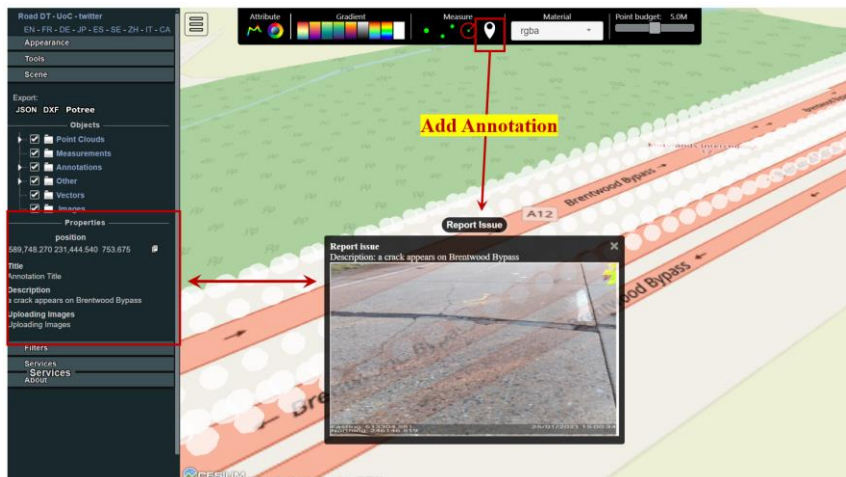 Road DT - UoC - twitter
EN - FR - DE - JP - ES - SE - ZH - IT - CA
Appearance
Tools
Scene
Export:
JSON DXF Potree
Objects
Point Clouds
Measurements
Annotations
Other
Vectors
Images
Properties
position
589,748.270 231,444.540 753.675
Title
Annotation Title
Description
a crack appears on Brentwood Bypass
Uploading Images
Uploading Images
Filters
Services
Services
About
Attribute
Gradient
Measure
Material
rgba
Point budget: 5.0M
Add Annotation
Brentwood Bypass
Brentwood Bypass
A12
Report Issue
Report issue
Description: a crack appears on Brentwood Bypass
wood Bypass
CESIUM